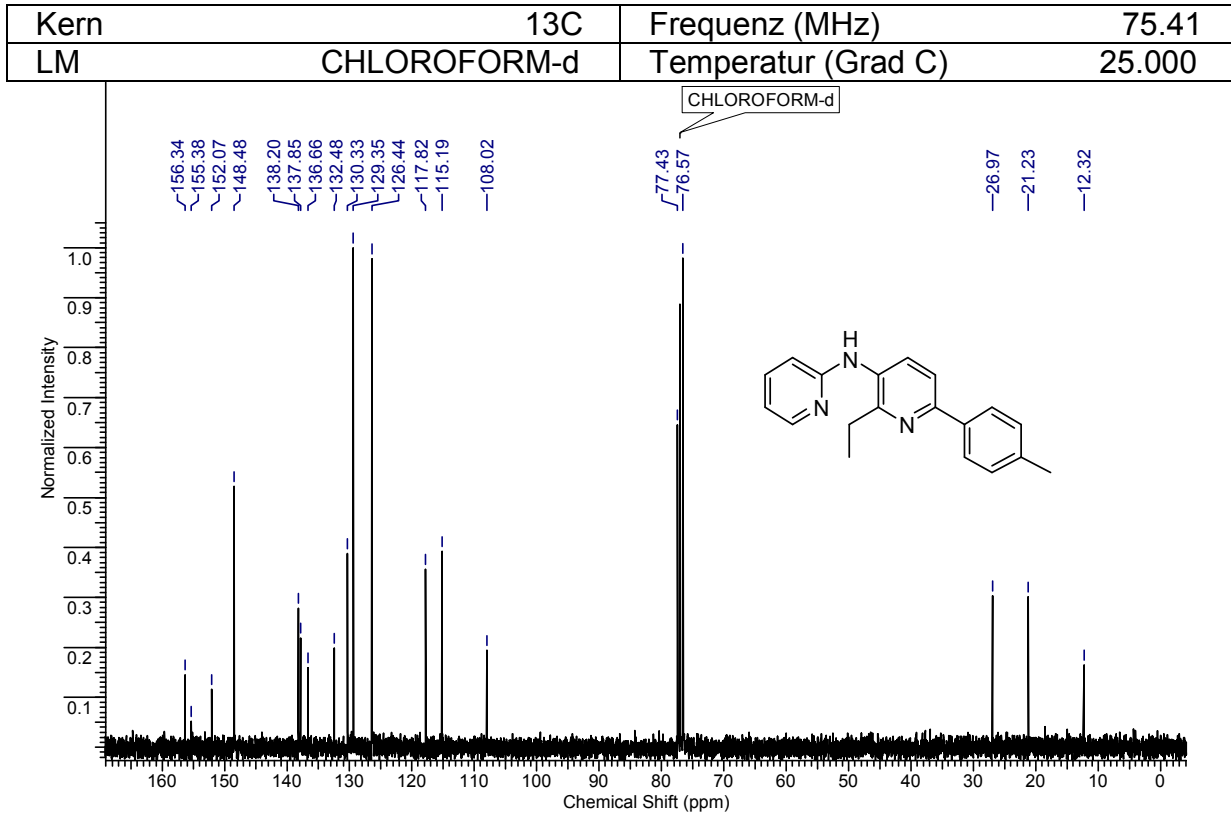 Kern 13C Frequenz (MHz) 75.41
LM CHLOROFORM-d Temperatur (Grad C) 25.000
CHLOROFORM-d
156.34
155.38
152.07
148.48
138.20
137.85
136.66
132.48
130.33
129.35
126.44
117.82
115.19
108.02
77.43
76.57
26.97
21.23
12.32
Normalized Intensity
1.0
0.9
0.8
0.7
0.6
0.5
0.4
0.3
0.2
0.1
H
N
N
N
160 150 140 130 120 110 100 90 80 70 60 50 40 30 20 10 0
Chemical Shift (ppm)